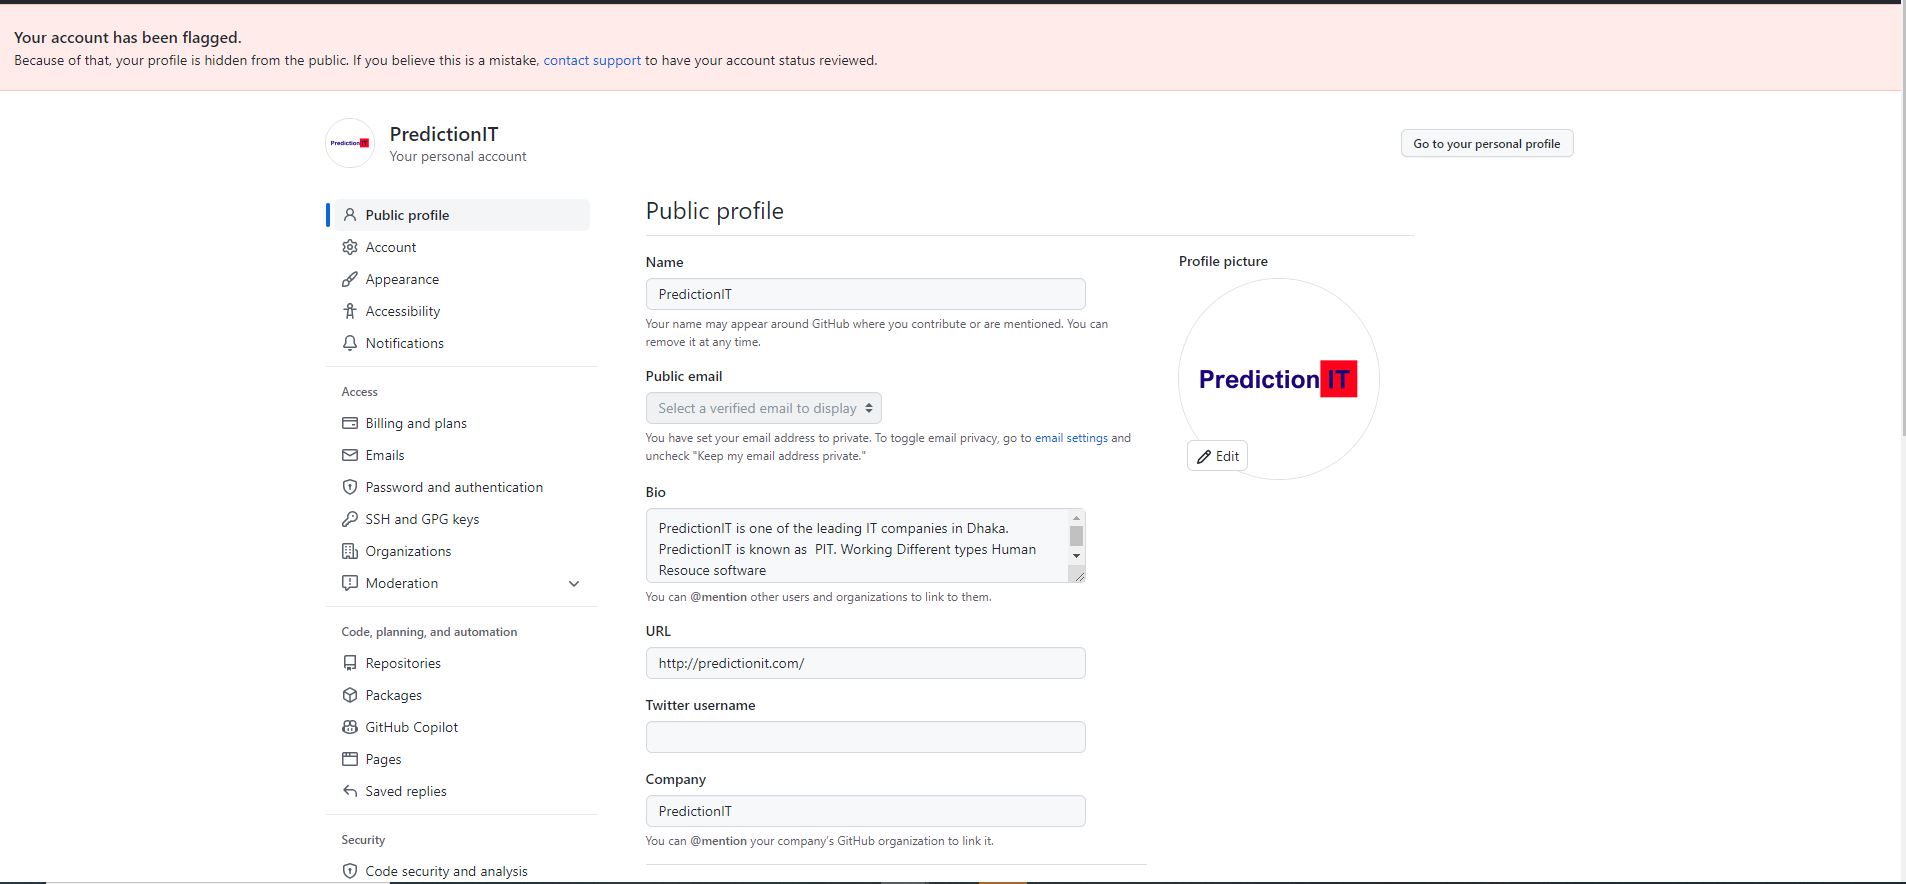 Your account has been flagged.
Because of that, your profile is hidden from the public. If you believe this is a mistake, contact support to have your account status reviewed.
PredictionIT
PredictionIT
Your personal account
Go to your personal profile
Public profile
Account
Appearance
Accessibility
Notifications
Access
Billing and plans
Emails
Password and authentication
SSH and GPG keys
Organizations
Moderation
Code, planning, and automation
Repositories
Packages
GitHub Copilot
Pages
Saved replies
Security
Code security and analysis
Public profile
Name
PredictionIT
Your name may appear around GitHub where you contribute or are mentioned. You can
remove it at any time.
Public email
Select a verified email to display
You have set your email address to private. To toggle email privacy, go to email settings and
uncheck "Keep my email address private."
Bio
PredictionIT is one of the leading IT companies in Dhaka.
PredictionIT is known as  PIT. Working Different types Human
Resouce software
You can @mention other users and organizations to link to them.
URL
http://predictionit.com/
Twitter username
Company
PredictionIT
You can @mention your company's GitHub organization to link it.
Profile picture
Prediction IT
Edit